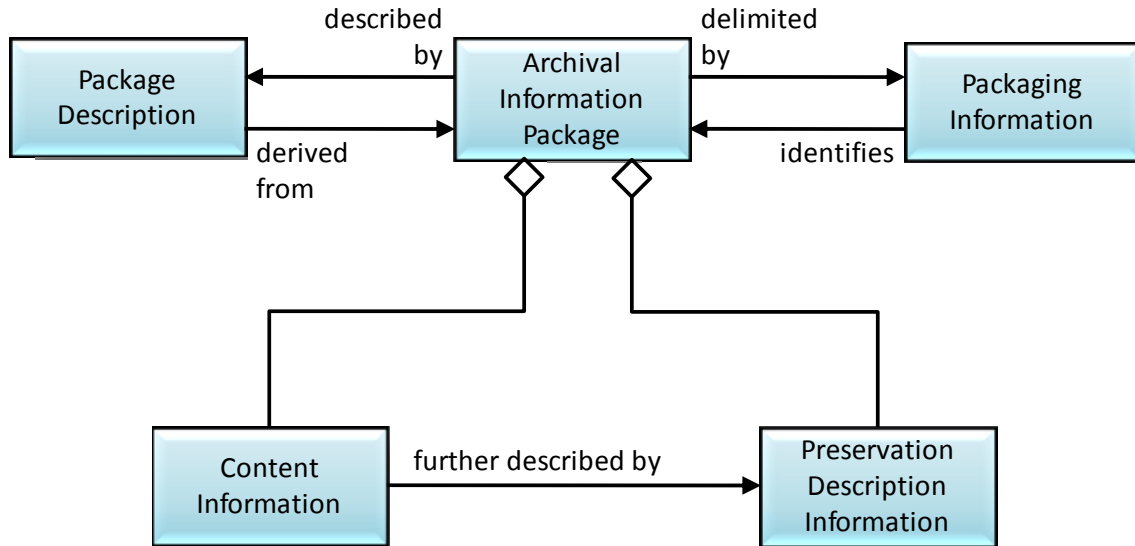 described
by
delimited
by
Package
Description
Archival
Information
Package
Packaging
Information
derived
from
identifies
Content
Information
further described by
Preservation
Description
Information